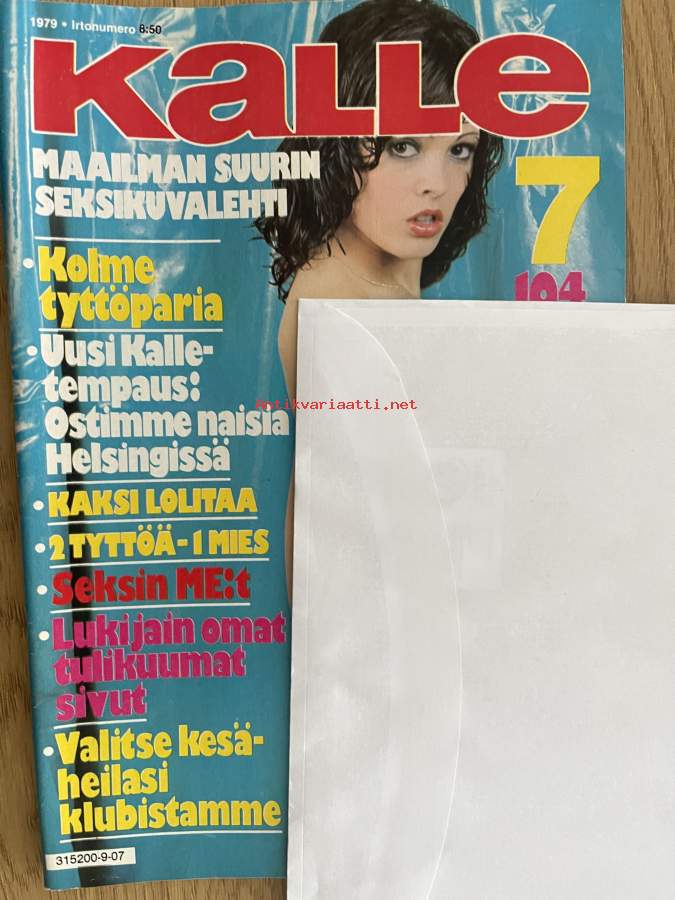 1979 • Irtonumero 8:50
Kalle
MAAILMAN SUURIN
SEKSIKUVALEHTI
7
104
• Kolme
tyttöparia
• Uusi Kalle-
tempaus:
Ostimme naisia
Helsingissä
• KAKSI LOLITAA
• 2 TYTTÖÄ - 1 MIES
• Seksin ME:t
• Lukijain omat
tulikuumat
sivut
• Valitse kesä-
heilasi
klubistamme
315200-9-07
Antikvariaatti.net